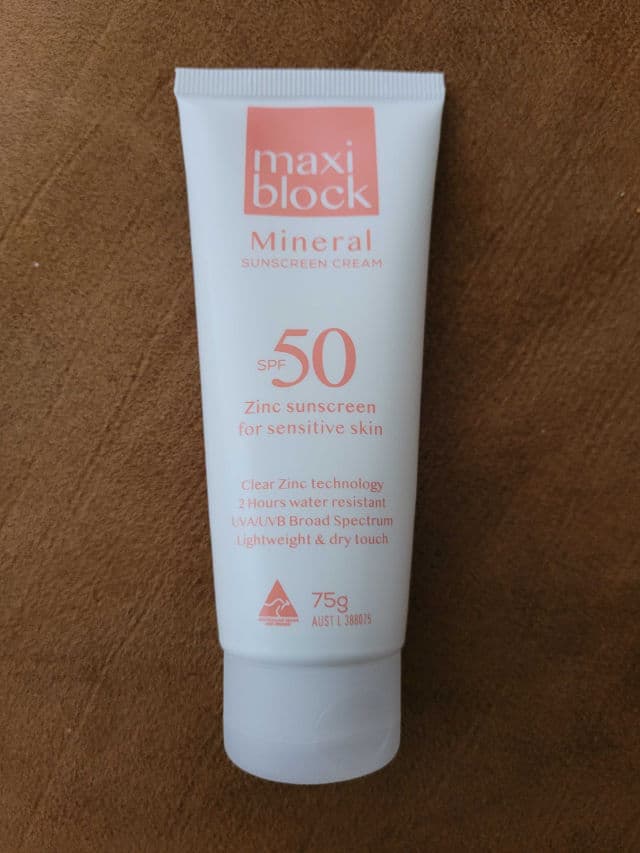 maxi
block
Mineral
SUNSCREEN CREAM
SPF 50
Zinc sunscreen
for sensitive skin
Clear Zinc technology
2 Hours water resistant
UVA/UVB Broad Spectrum
Lightweight & dry touch
75g
AUST L 388075